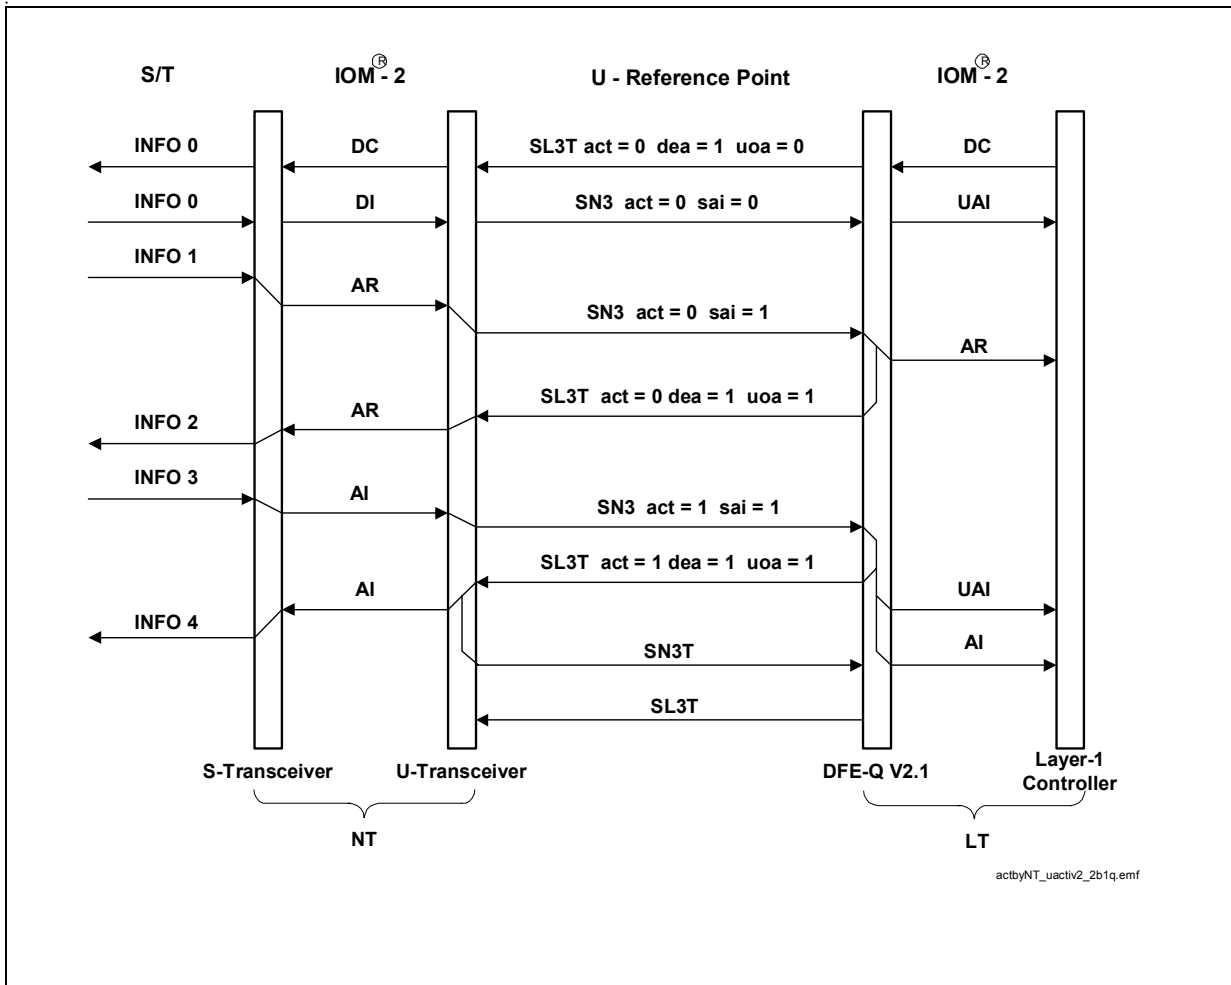 S/T
IOM®- 2
U - Reference Point
IOM®- 2
INFO 0
DC
SL3T act = 0 dea = 1 uoa = 0
DC
INFO 0
DI
SN3 act = 0 sai = 0
UAI
INFO 1
AR
SN3 act = 0 sai = 1
AR
SL3T act = 0 dea = 1 uoa = 1
AR
INFO 2
INFO 3
AI
SN3 act = 1 sai = 1
SL3T act = 1 dea = 1 uoa = 1
AI
UAI
INFO 4
SN3T
AI
SL3T
S-Transceiver
U-Transceiver
DFE-Q V2.1
Layer-1
Controller
NT
LT
actbyNT_uactiv2_2b1q.emf